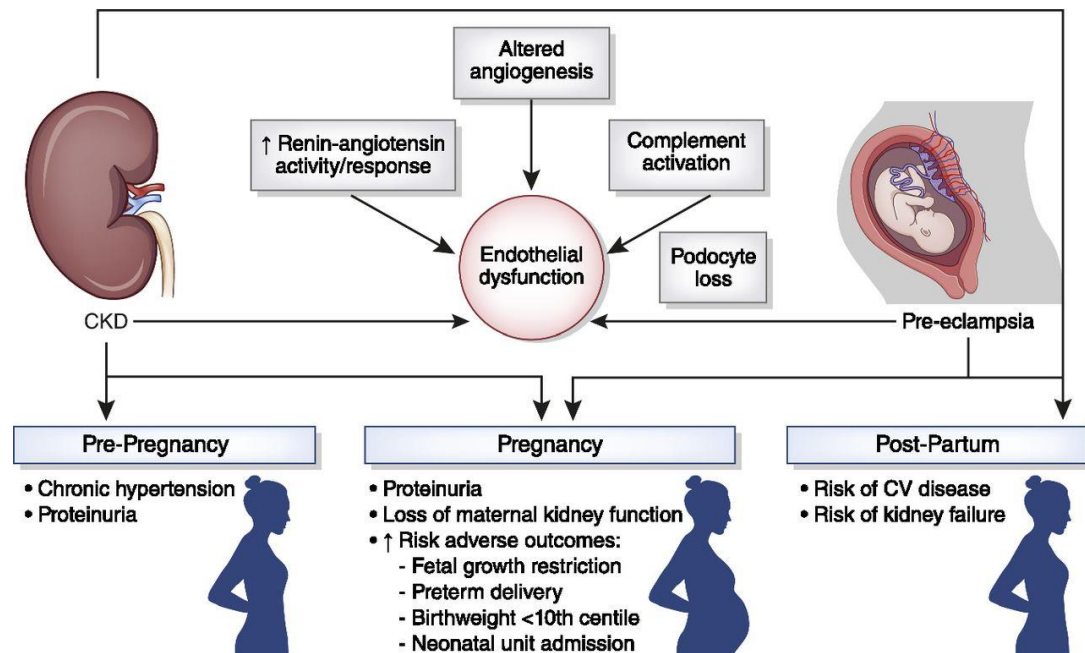 Altered
angiogenesis
↑ Renin-angiotensin
activity/response
Complement
activation
Endothelial
dysfunction
Podocyte
loss
CKD
Pre-eclampsia
Pre-Pregnancy
• Chronic hypertension
• Proteinuria
Pregnancy
• Proteinuria
• Loss of maternal kidney function
• ↑ Risk adverse outcomes:
- Fetal growth restriction
- Preterm delivery
- Birthweight <10th centile
- Neonatal unit admission
Post-Partum
• Risk of CV disease
• Risk of kidney failure